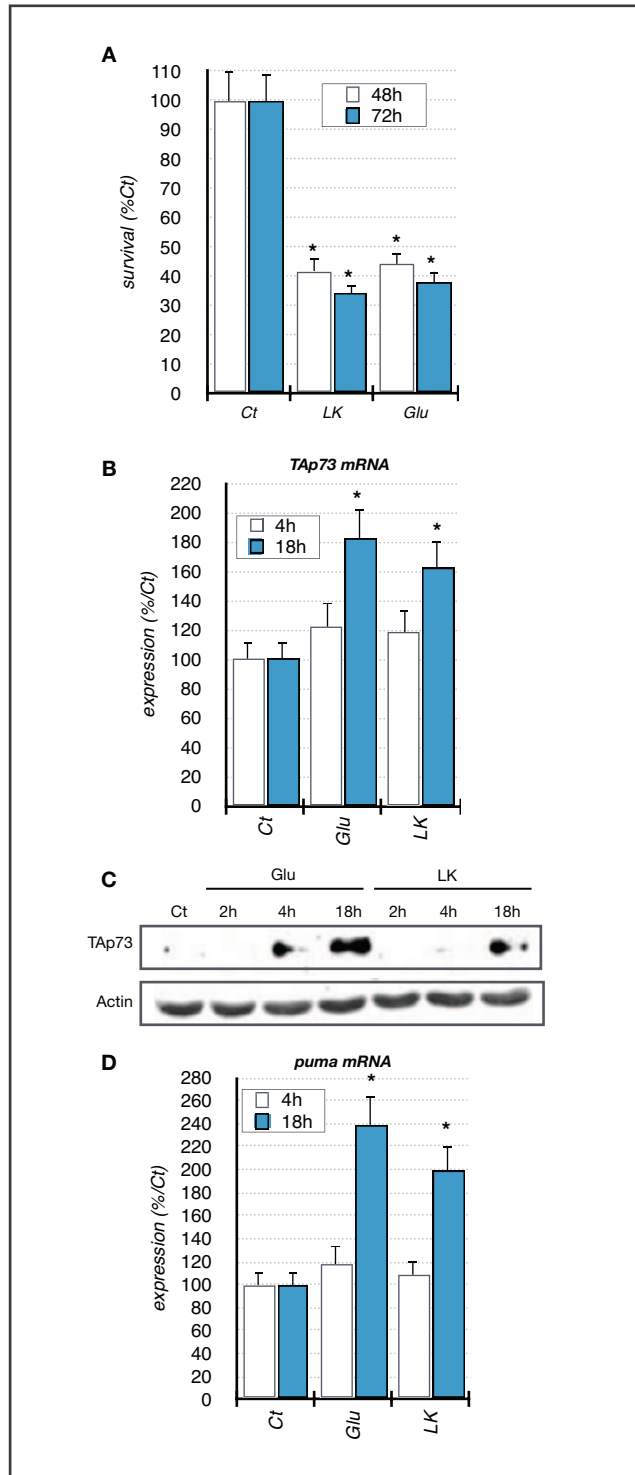 A
110
100
90
80
70
60
50
40
30
20
10
0
survival (%Ct)
48h
72h
* * * *
Ct LK Glu
B
TAp73 mRNA
220
200
180
160
140
120
100
80
60
40
20
0
expression (%/Ct)
4h
18h
* *
Ct Glu LK
C
Glu LK
Ct 2h 4h 18h 2h 4h 18h
TAp73
Actin
D
puma mRNA
280
260
240
220
200
180
160
140
120
100
80
60
40
20
0
expression (%/Ct)
4h
18h
* *
Ct Glu LK